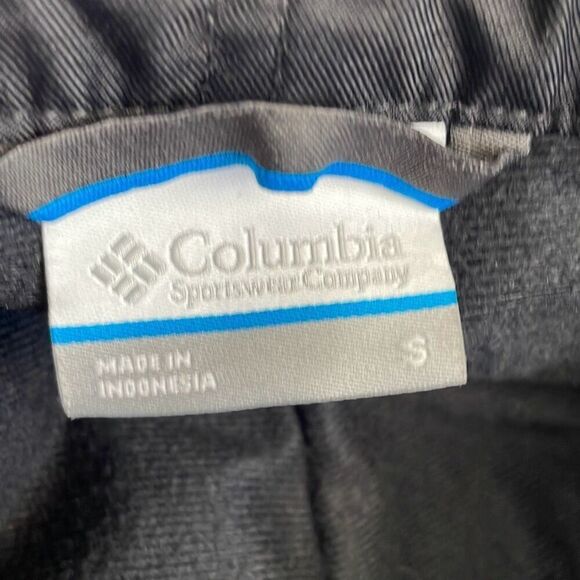 Columbia
Sportswear Company
MADE IN
INDONESIA
S